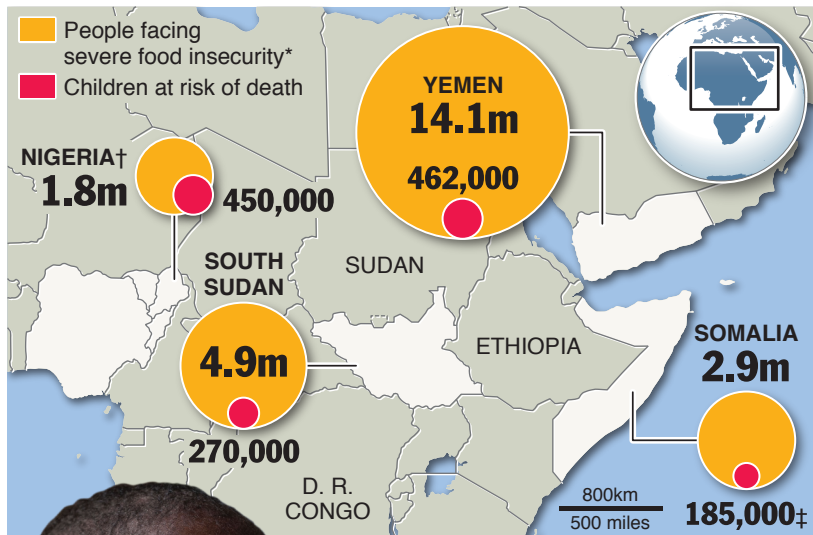 People facing
severe food insecurity*
Children at risk of death
NIGERIA†
1.8m
450,000
YEMEN
14.1m
462,000
SOUTH
SUDAN
4.9m
270,000
SUDAN
ETHIOPIA
SOMALIA
2.9m
185,000‡
D. R.
CONGO
800km
500 miles